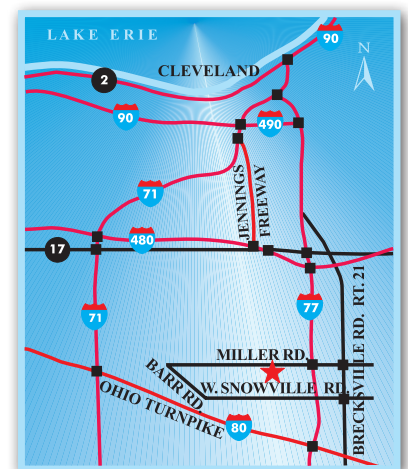 90
LAKE ERIE
N
CLEVELAND
2
90
490
JENNINGS
FREEWAY
71
480
17
BRECKSVILLE RD. RT. 21
77
71
MILLER RD.
BARR RD.
W. SNOWVILLE RD.
OHIO TURNPIKE
80